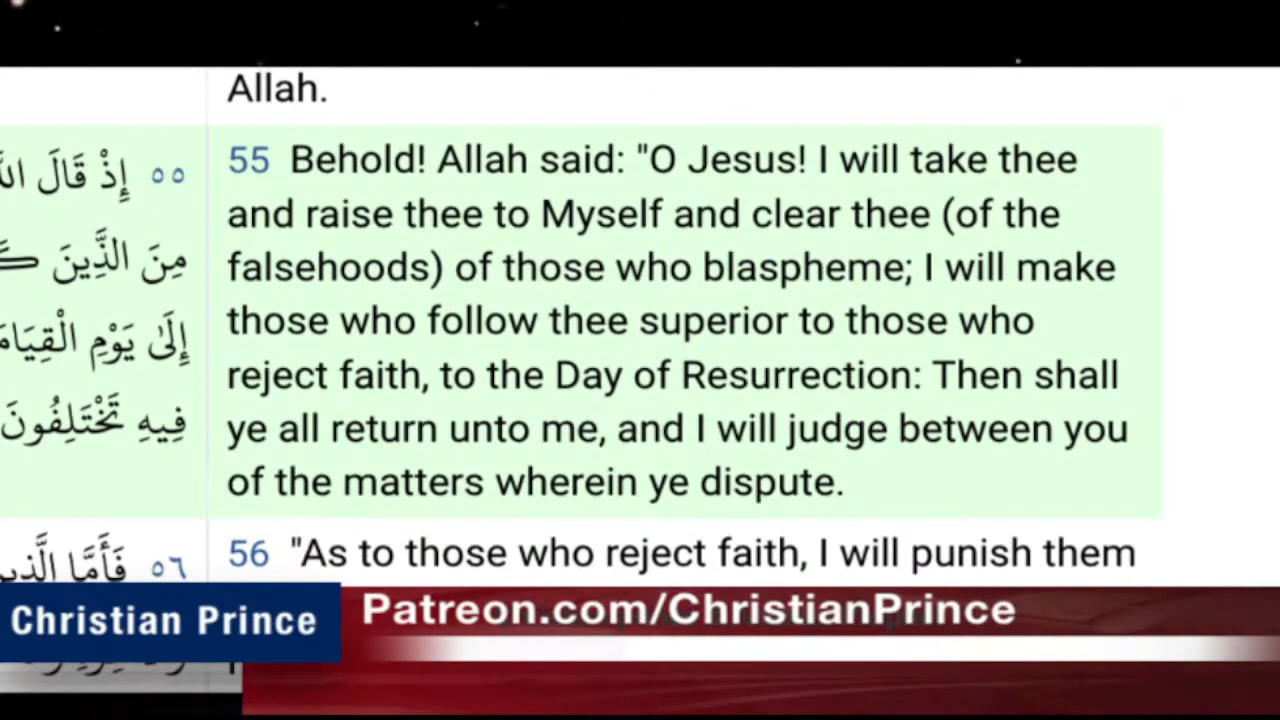 Allah.
٥٥ إِذْ قَالَ
55 Behold! Allah said: "O Jesus! I will take thee
and raise thee to Myself and clear thee (of the
مِنَ الَّذِينَ
falsehoods) of those who blaspheme; I will make
those who follow thee superior to those who
إِلَىٰ يَوْمِ
reject faith, to the Day of Resurrection: Then shall
فِيهِ تَخْتَلِفُونَ
ye all return unto me, and I will judge between you
of the matters wherein ye dispute.
٥٦ فَأَمَّا
56 "As to those who reject faith, I will punish them
Christian Prince
Patreon.com/ChristianPrince